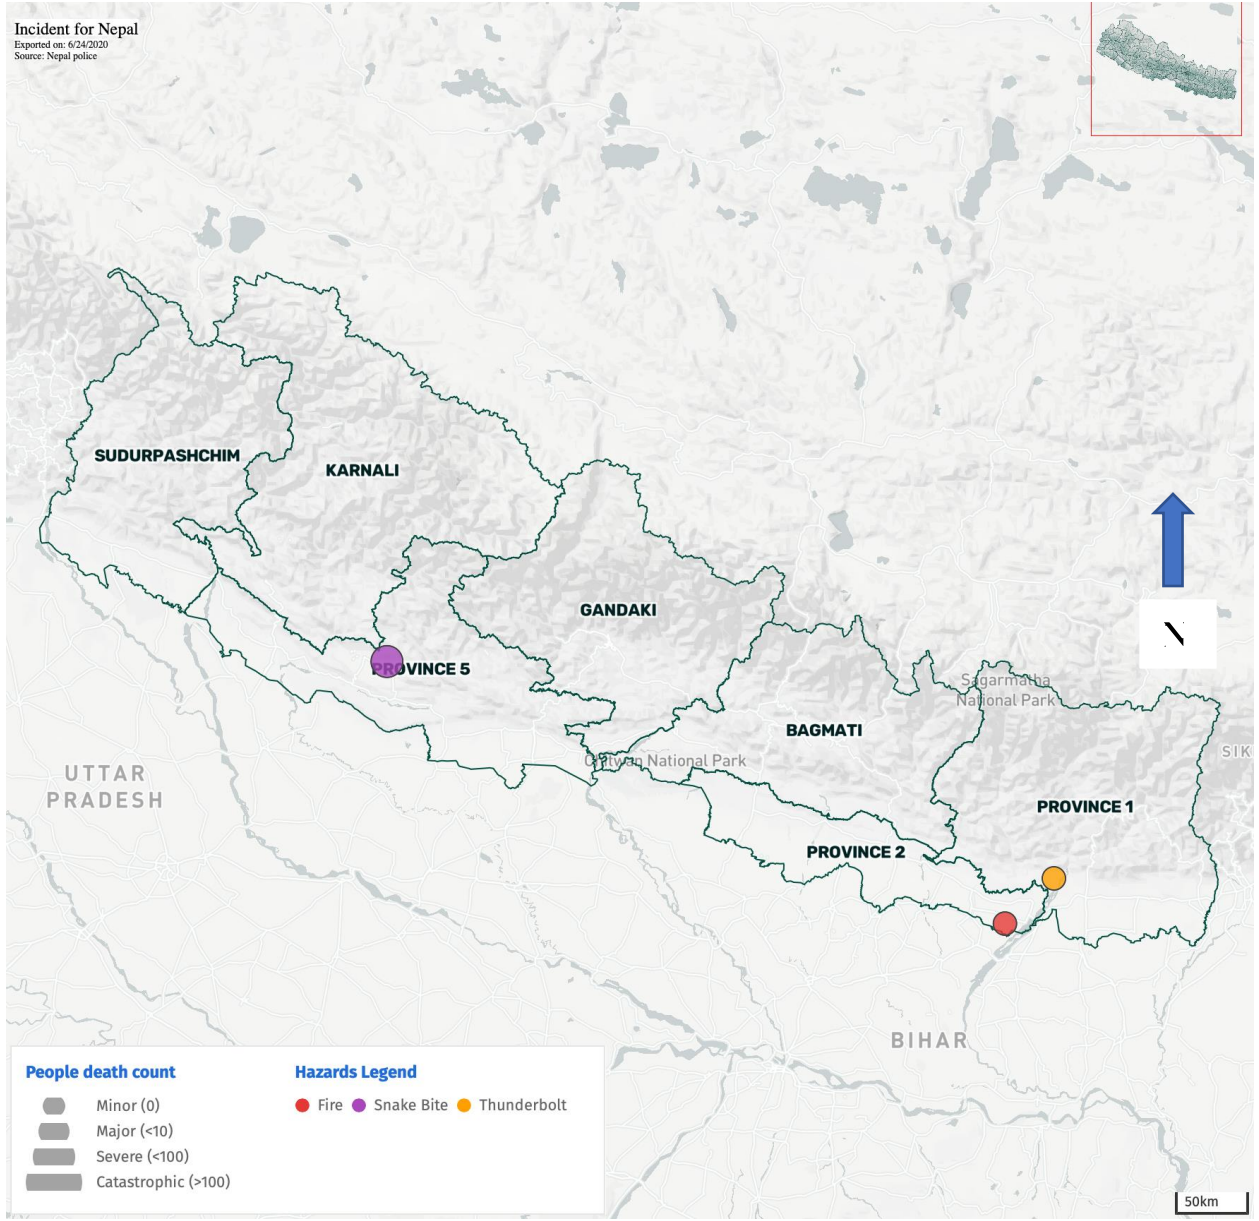 Incident for Nepal
Exported on: 6/24/2020
Source: Nepal police
SUDURPASHCHIM
KARNALI
GANDAKI
PROVINCE 5
Sagarmatha
National Park
BAGMATI
SIK
Chitwan National Park
UTTAR
PRADESH
PROVINCE 1
PROVINCE 2
BIHAR
People death count
Minor (0)
Major (<10)
Severe (<100)
Catastrophic (>100)
Hazards Legend
Fire
Snake Bite
Thunderbolt
50km